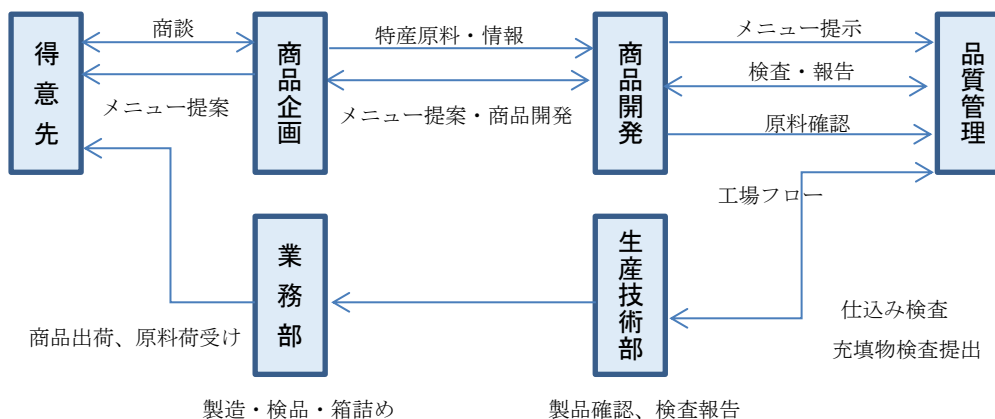 得意先
商談
メニュー提案
商品企画
特産原料・情報
メニュー提案・商品開発
商品開発
メニュー提示
検査・報告
原料確認
品質管理
工場フロー
業務部
生産技術部
商品出荷、原料荷受け
仕込み検査
充填物検査提出
製造・検品・箱詰め
製品確認、検査報告